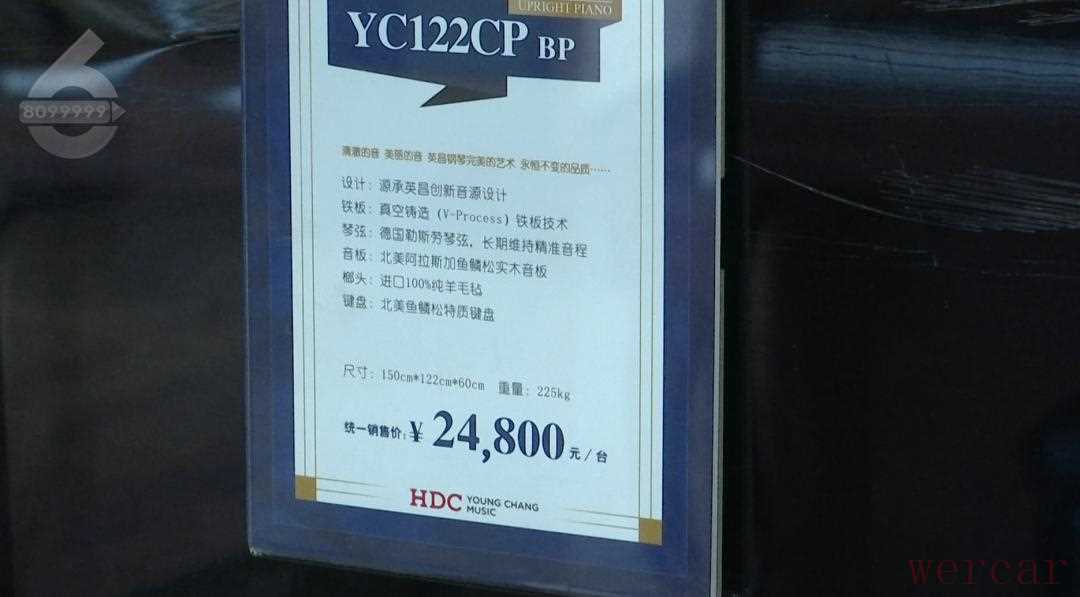 UPRIGHT PIANO
YC122CP BP
8099999
清澈的音 美丽的音 英昌钢琴完美的艺术 永恒不变的品质……
设计：源承英昌创新音源设计
铁板：真空铸造（V-Process）铁板技术
琴弦：德国勒斯劳琴弦，长期维持精准音程
音板：北美阿拉斯加鱼鳞松实木音板
榔头：进口100%纯羊毛毡
键盘：北美鱼鳞松特质键盘
尺寸：150cm*122cm*60cm 重量：225kg
统一销售价：¥ 24,800 元／台
HDC YOUNG CHANG
MUSIC
wercar